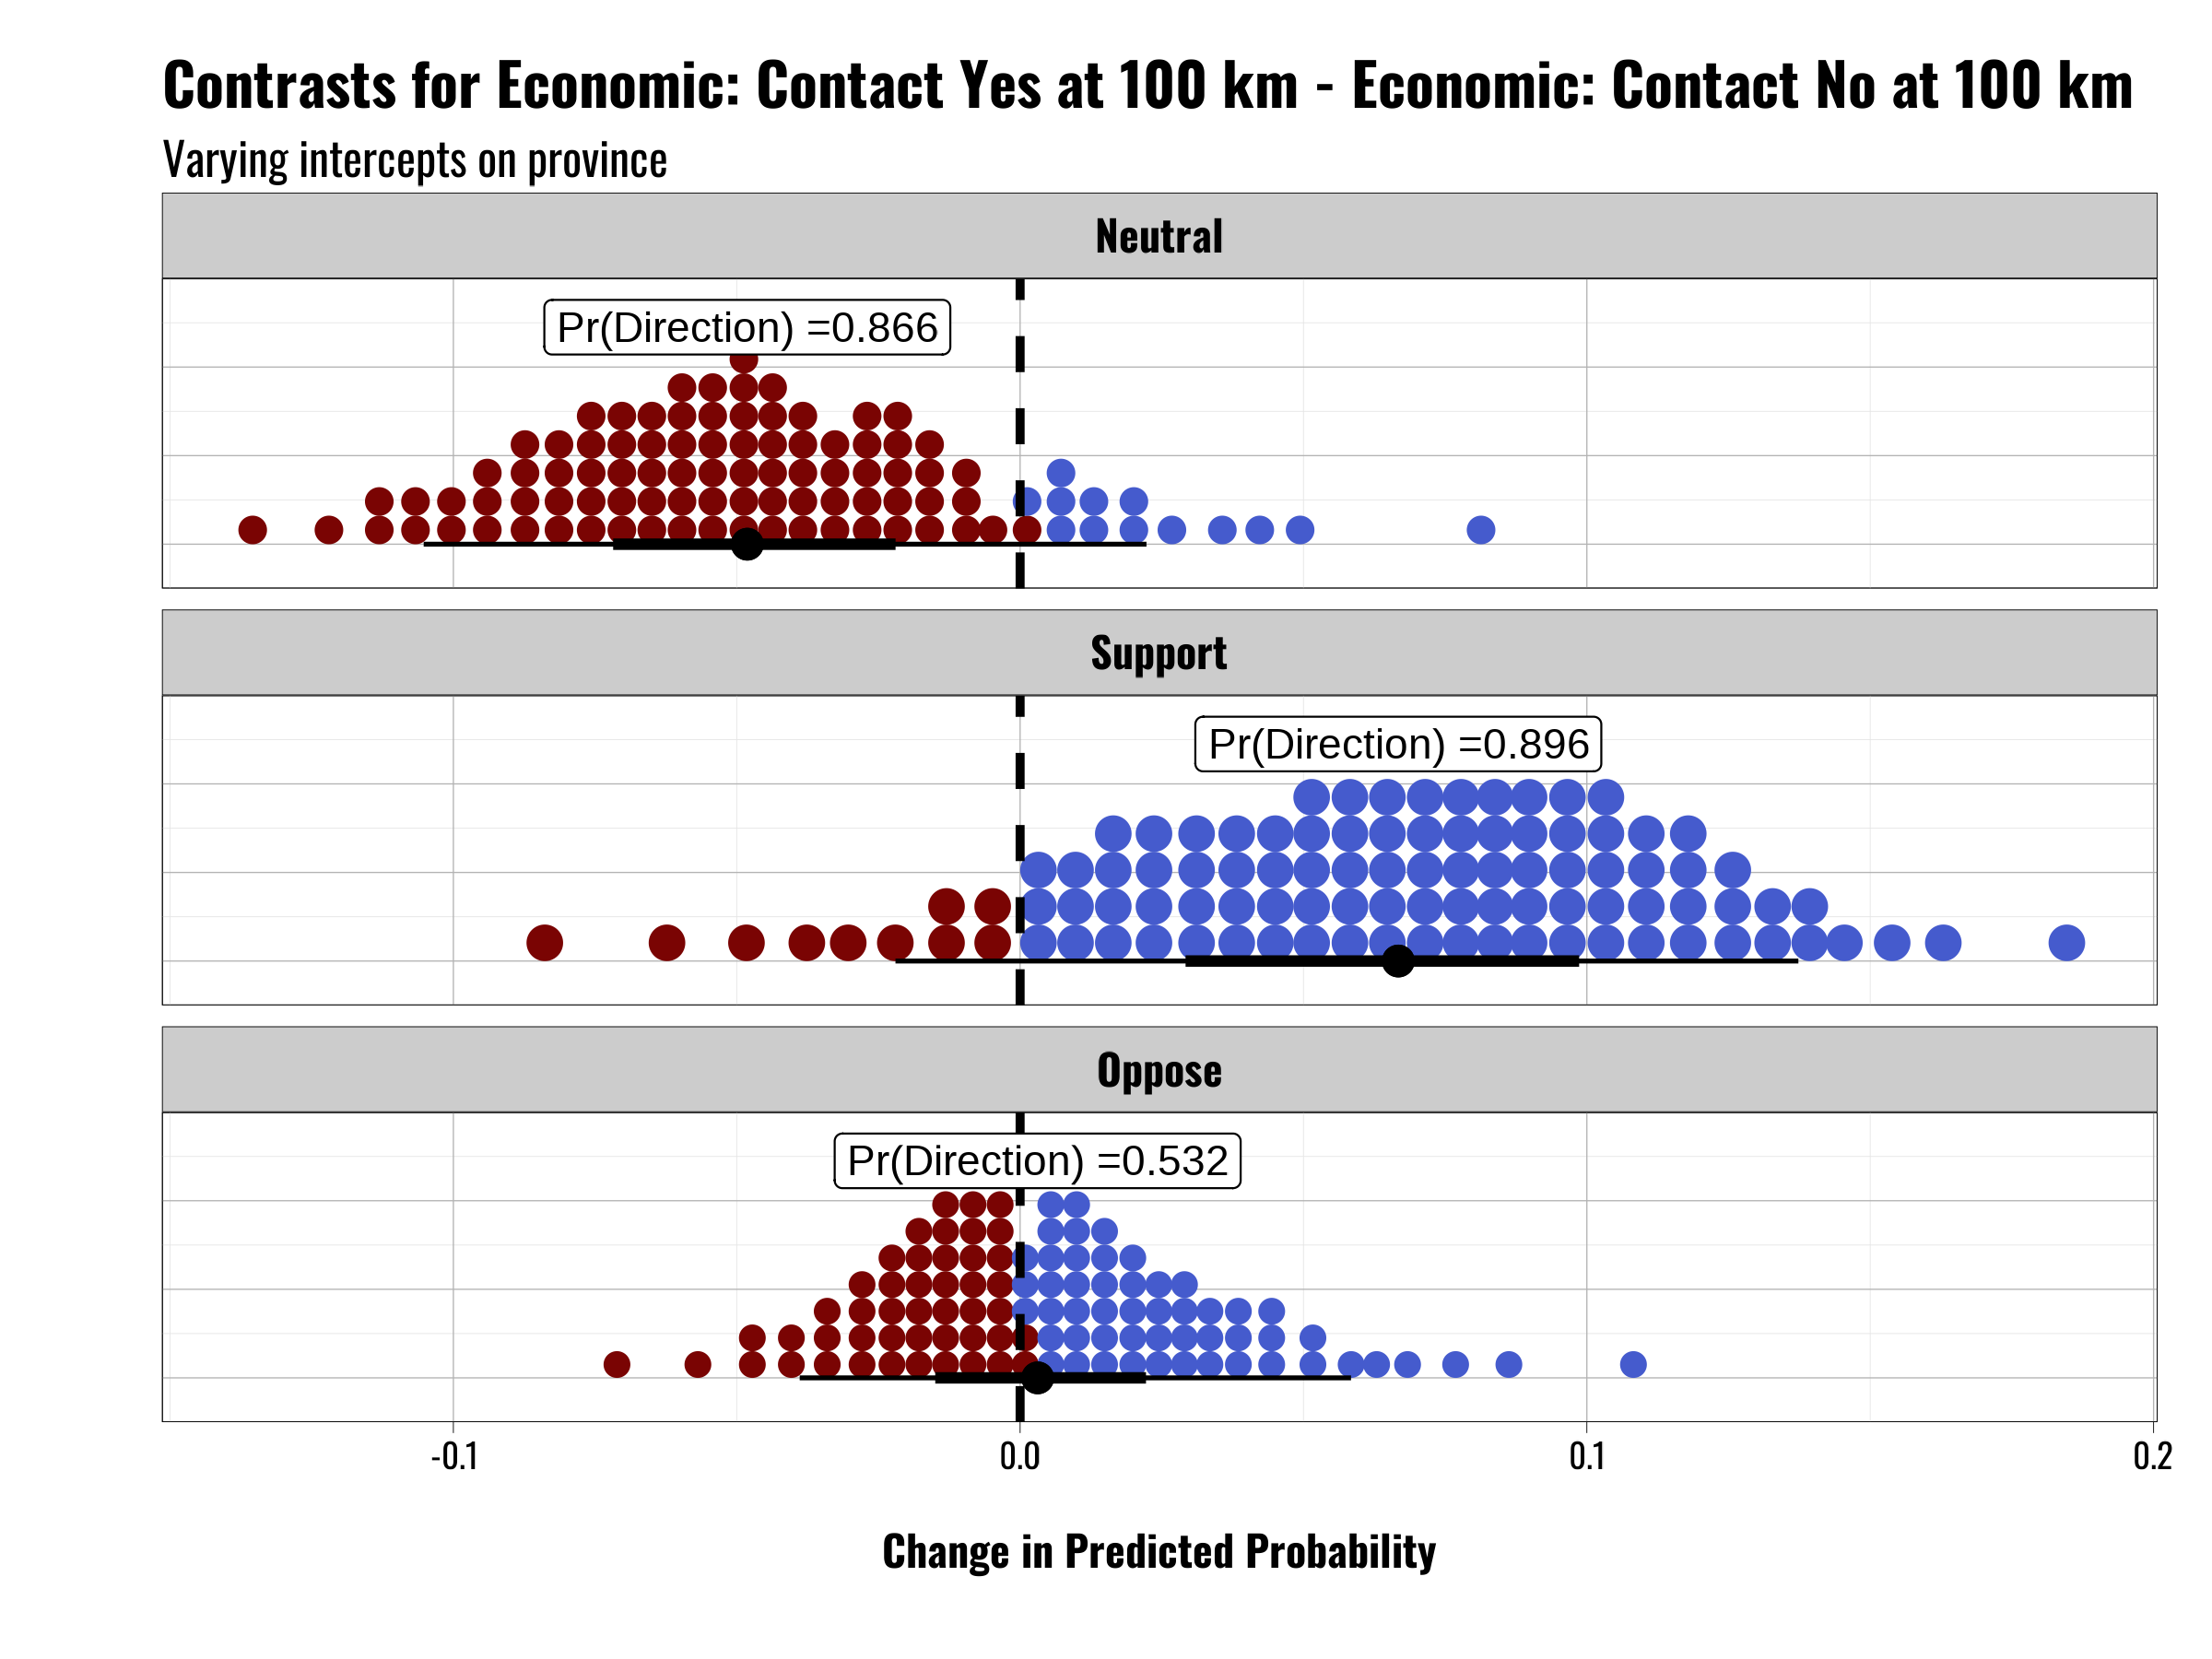 Contrasts for Economic: Contact Yes at 100 km - Economic: Contact No at 100 km
Varying intercepts on province
Neutral
Pr(Direction) =0.866
Support
Pr(Direction) =0.896
Oppose
Pr(Direction) =0.532
-0.1 0.0 0.1 0.2
Change in Predicted Probability